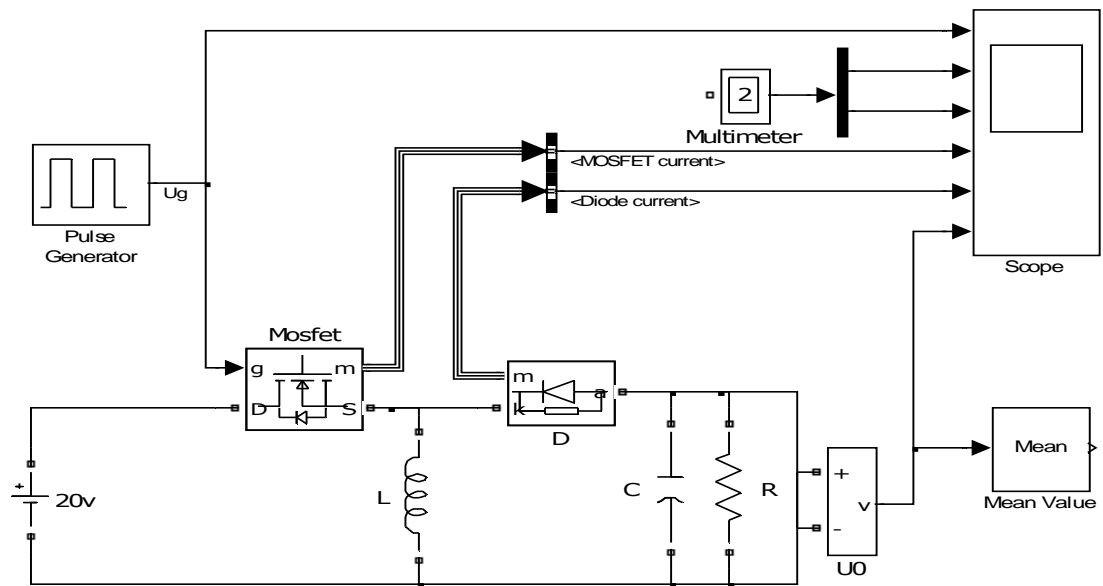 2
Multimeter
<MOSFET current>
<Diode current>
Ug
Pulse
Generator
Scope
Mosfet
g
m
D
S
m
k
a
D
+
20v
L
C
R
+
-
v
U0
Mean
Mean Value